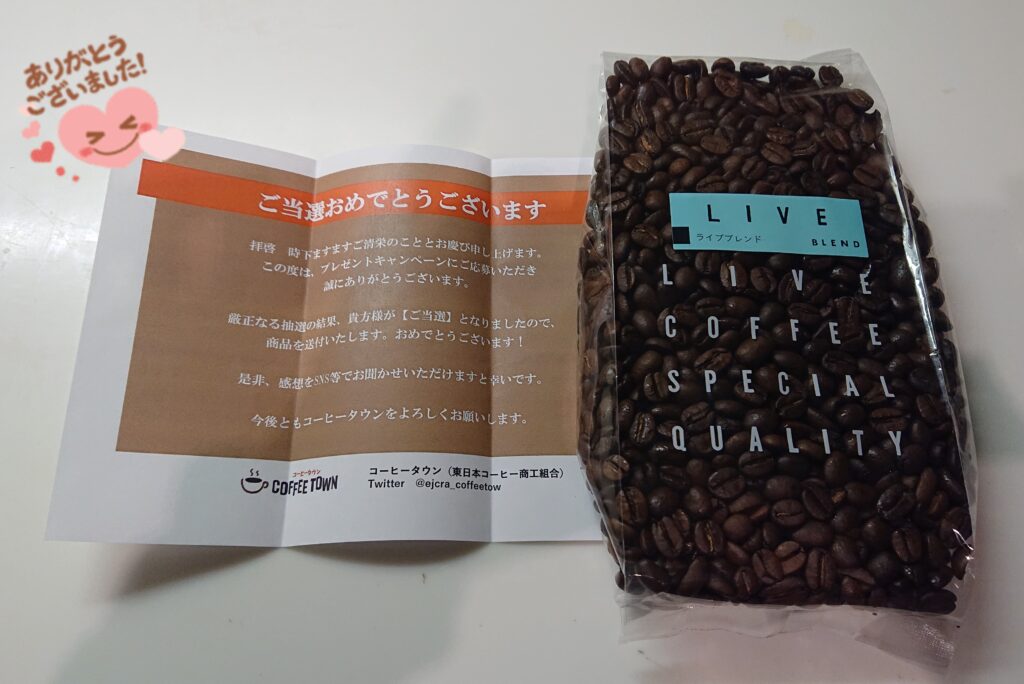 ありがとう
ございました!
ご当選おめでとうございます
拝啓　時下ますますご清栄のこととお慶び申し上げます。
この度は、プレゼントキャンペーンにご応募いただき
誠にありがとうございます。
厳正なる抽選の結果、貴方様が【ご当選】となりましたので、
商品を送付いたします。おめでとうございます！
是非、感想をSNS等でお聞かせいただけますと幸いです。
今後ともコーヒータウンをよろしくお願いします。
コーヒータウン
COFFEE TOWN
コーヒータウン（東日本コーヒー商工組合）
Twitter　@ejcra_coffeetow
LIVE
ライブブレンド
BLEND
LIVE
COFFEE
SPECIAL
QUALITY